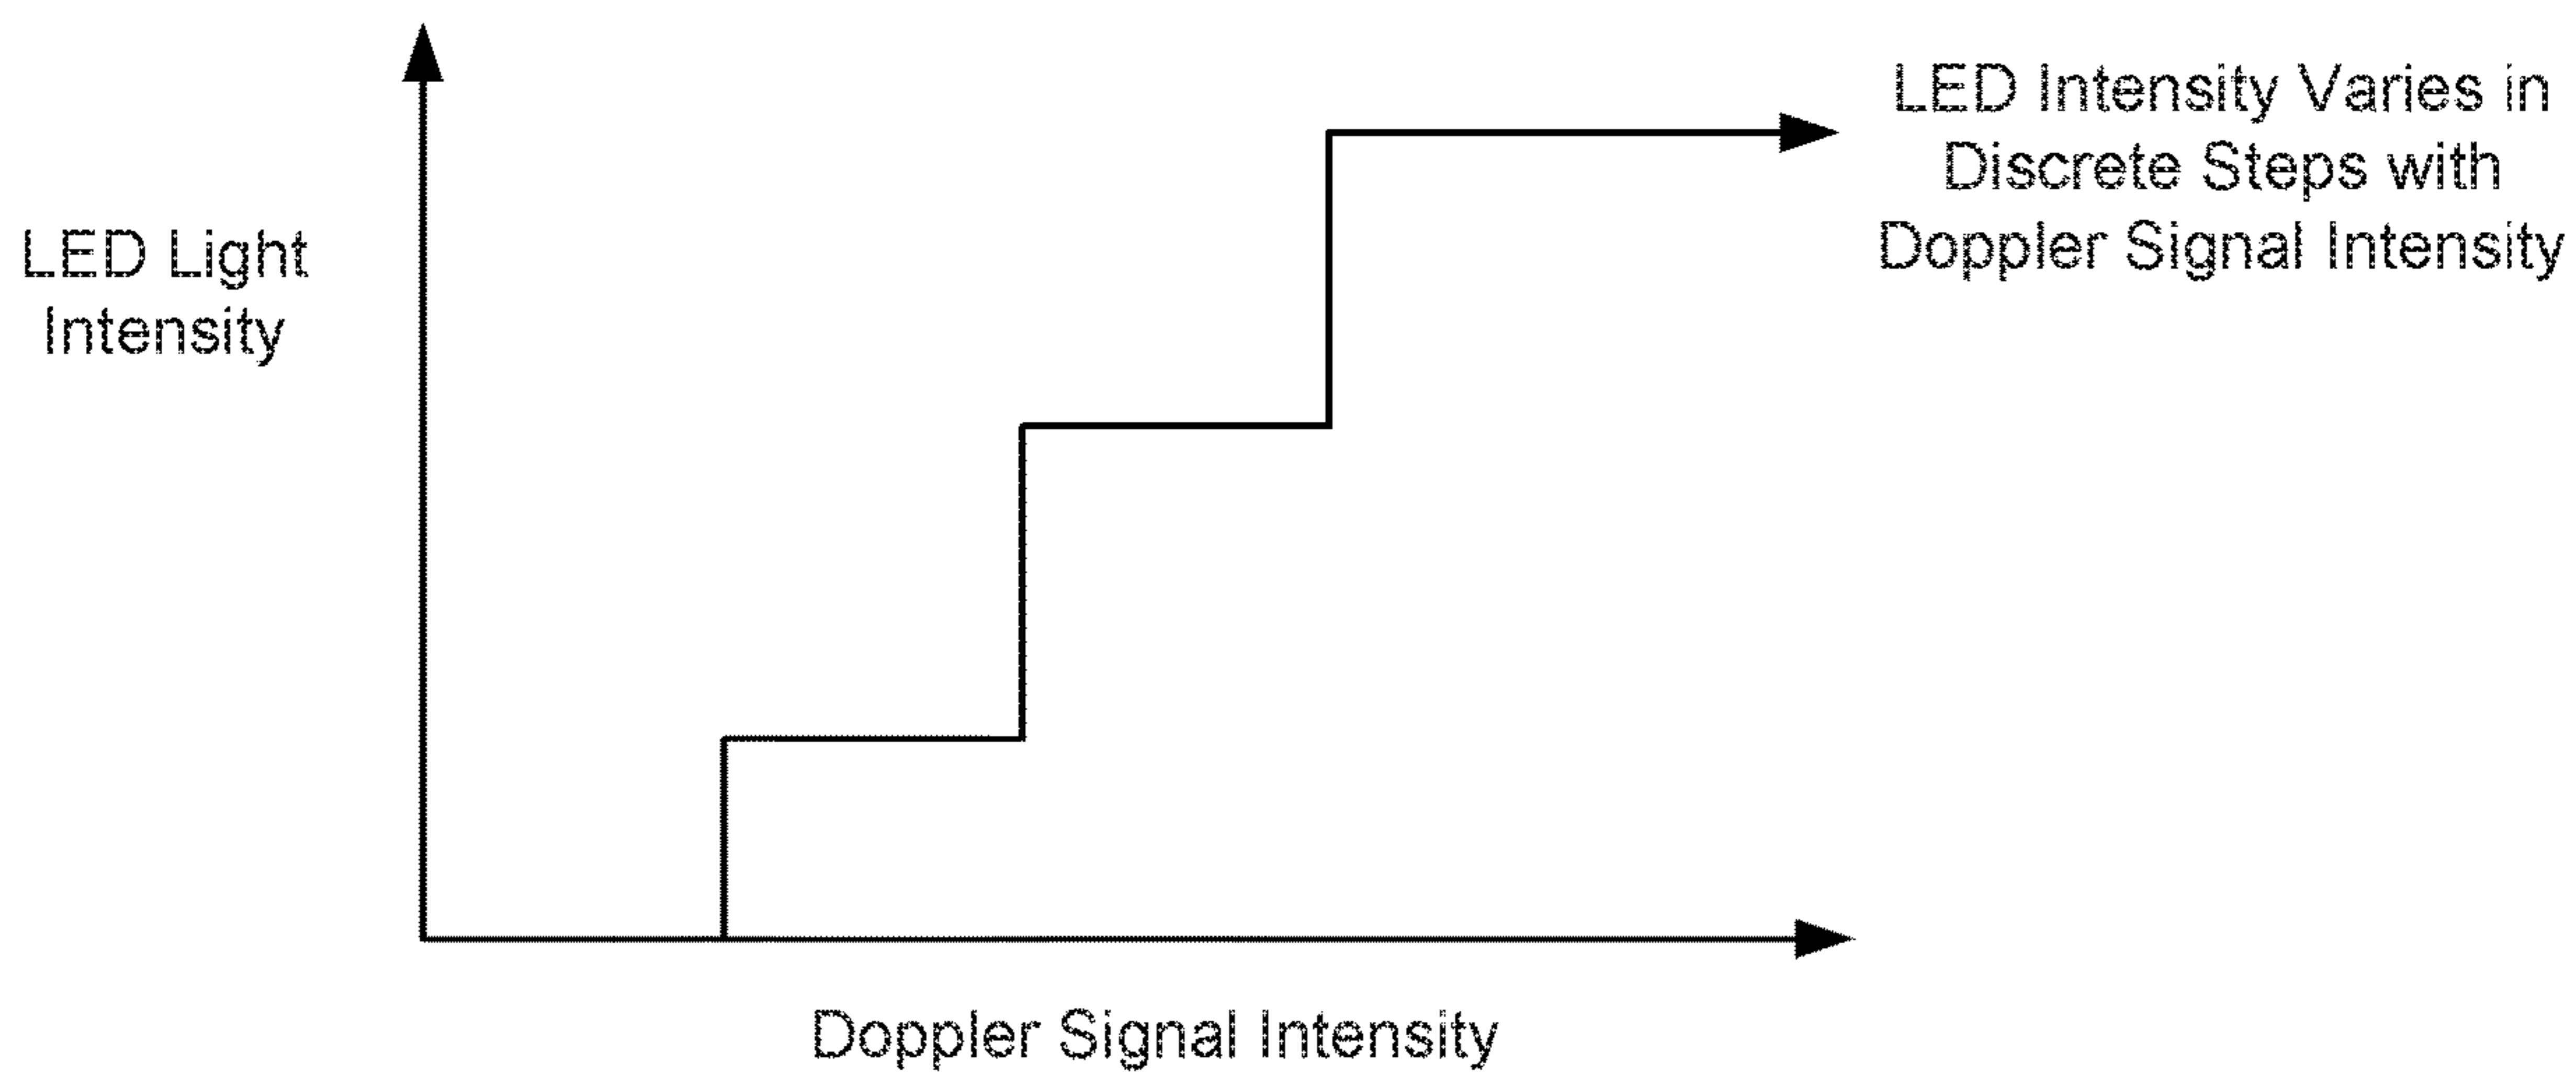 LED Light
Intensity
LED Intensity Varies in
Discrete Steps with
Doppler Signal Intensity
Doppler Signal Intensity